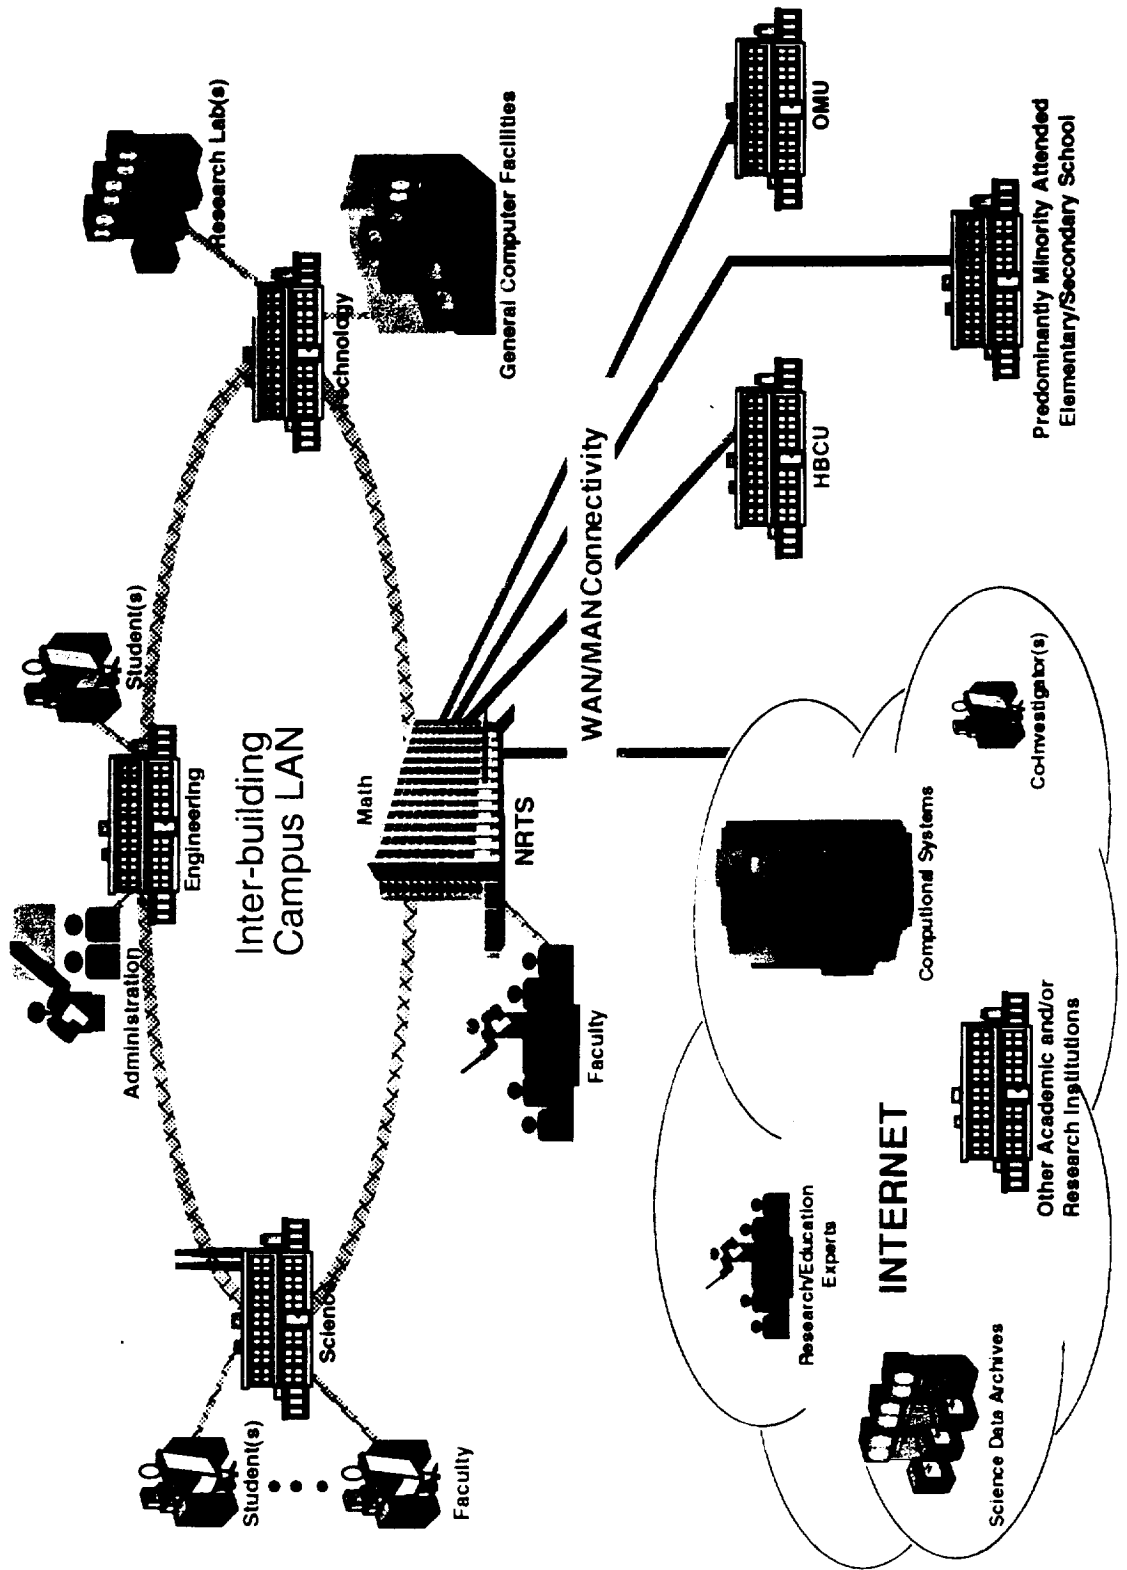 Student(s)
Faculty
Science
Administration
Engineering
Student(s)
Inter-building
Campus LAN
Research Lab(s)
Technology
General Computer Facilities
Math
NRTS
Faculty
WAN/MAN Connectivity
OMU
HBCU
Predominantly Minority Attended
Elementary/Secondary School
INTERNET
Research/Education
Experts
Science Data Archives
Other Academic and/or
Research Institutions
Computional Systems
Co-Investigator(s)